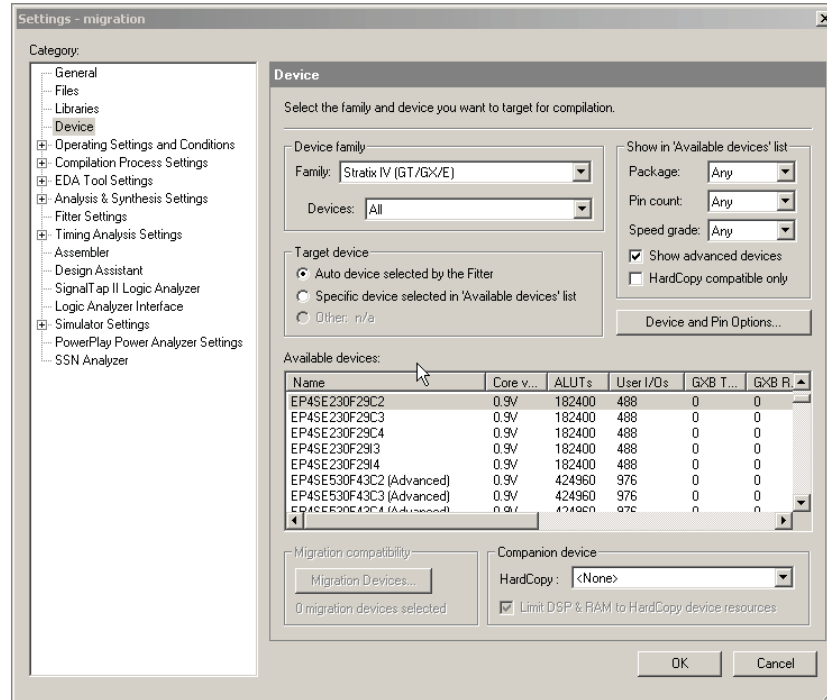 Settings - migration
Category:
General
Files
Libraries
Device
Operating Settings and Conditions
Compilation Process Settings
EDA Tool Settings
Analysis & Synthesis Settings
Fitter Settings
Timing Analysis Settings
Assembler
Design Assistant
SignalTap II Logic Analyzer
Logic Analyzer Interface
Simulator Settings
PowerPlay Power Analyzer Settings
SSN Analyzer
Device
Select the family and device you want to target for compilation.
Device family
Family: Stratix IV (GT/GX/E)
Devices: All
Target device
Auto device selected by the Fitter
Specific device selected in 'Available devices' list
Other: n/a
Show in 'Available devices' list
Package: Any
Pin count: Any
Speed grade: Any
Show advanced devices
HardCopy compatible only
Device and Pin Options...
Available devices:
Name Core v... ALUTs User I/Os GXB T... GXB R.
EP4SE230F29C2 0.9V 182400 488 0 0
EP4SE230F29C3 0.9V 182400 488 0 0
EP4SE230F29C4 0.9V 182400 488 0 0
EP4SE230F29I3 0.9V 182400 488 0 0
EP4SE230F29I4 0.9V 182400 488 0 0
EP4SE530F43C2 (Advanced) 0.9V 424960 976 0 0
EP4SE530F43C3 (Advanced) 0.9V 424960 976 0 0
EP4SE530F43C4 (Advanced) 0.9V 424960 976 0 0
Migration compatibility
Migration Devices...
0 migration devices selected
Companion device
HardCopy : <None>
Limit DSP & RAM to HardCopy device resources
OK Cancel